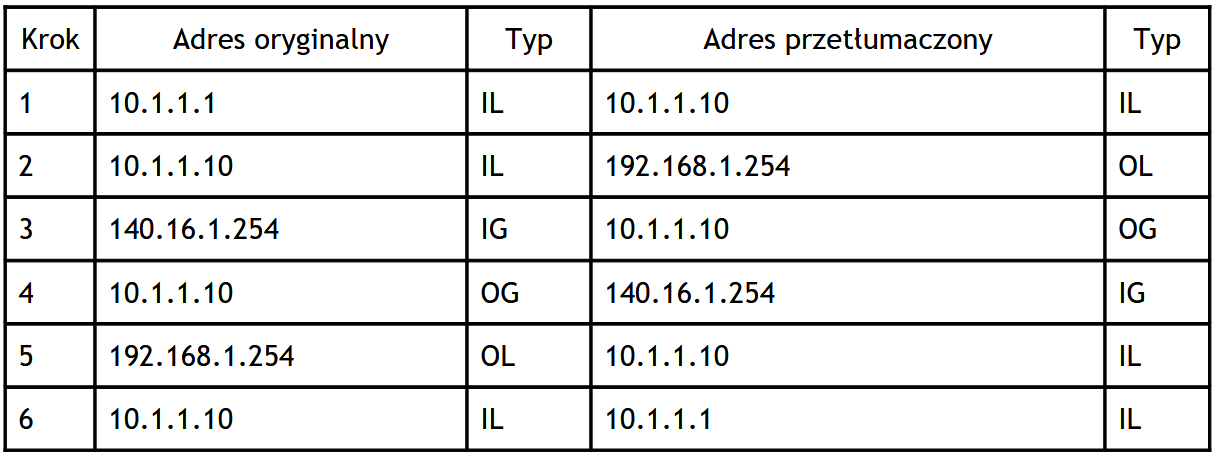 Krok Adres oryginalny Typ Adres przetłumaczony Typ
1 10.1.1.1 IL 10.1.1.10 IL
2 10.1.1.10 IL 192.168.1.254 OL
3 140.16.1.254 IG 10.1.1.10 OG
4 10.1.1.10 OG 140.16.1.254 IG
5 192.168.1.254 OL 10.1.1.10 IL
6 10.1.1.10 IL 10.1.1.1 IL